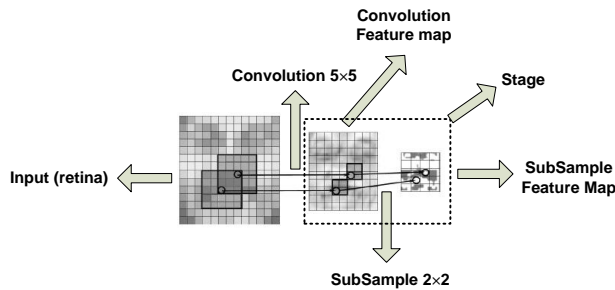 Convolution
Feature map
Convolution 5×5
Stage
Input (retina)
SubSample
Feature Map
SubSample 2×2